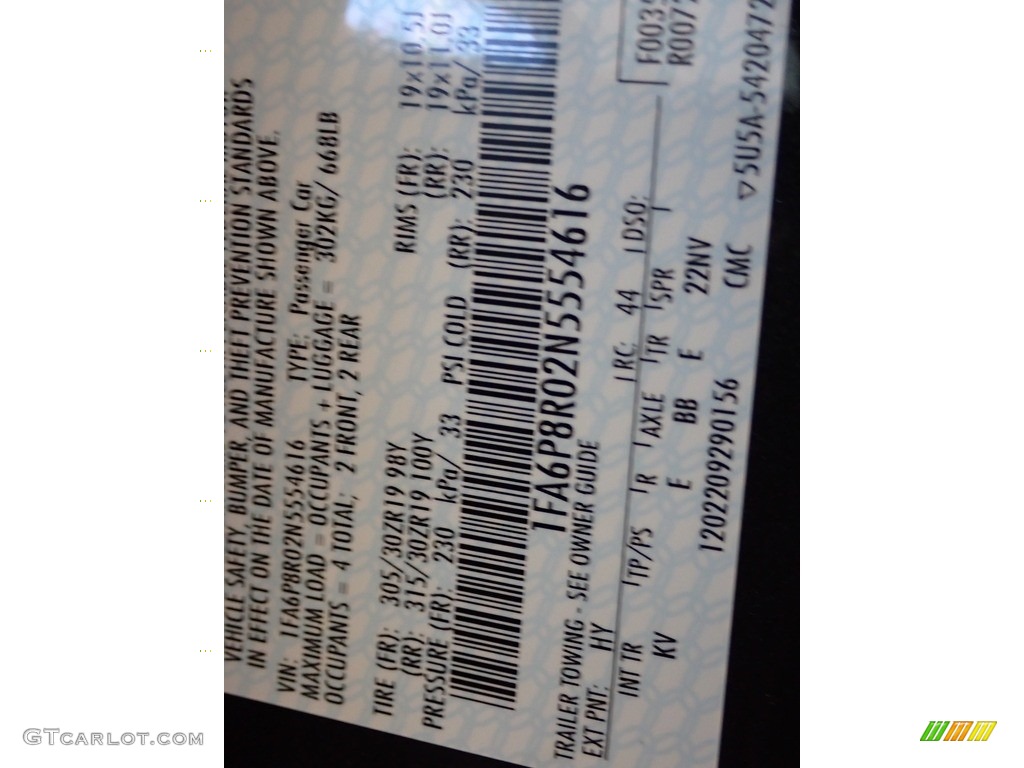 VEHICLE SAFETY, BUMPER, AND THEFT PREVENTION STANDARDS
IN EFFECT ON THE DATE OF MANUFACTURE SHOWN ABOVE.
VIN: 1FA6P8R02N5554616 TYPE: Passenger Car
MAXIMUM LOAD = OCCUPANTS + LUGGAGE = 302KG/ 668LB
OCCUPANTS = 4 TOTAL; 2 FRONT, 2 REAR
TIRE (FR): 305/30ZR19 98Y RIMS (FR): 19x10.5J
(RR): 315/30ZR19 100Y (RR): 19x11.0J
PRESSURE (FR): 230 kPa/ 33 PSI COLD (RR): 230 kPa/ 33
1FA6P8R02N5554616
TRAILER TOWING - SEE OWNER GUIDE
EXT PNT: HY RC: 44 DSO:
INT TR TP/PS R AXLE TR SPR
KV E BB E 22NV
1202209290156 CMC
5U5A-5420472
GTcarlot.com